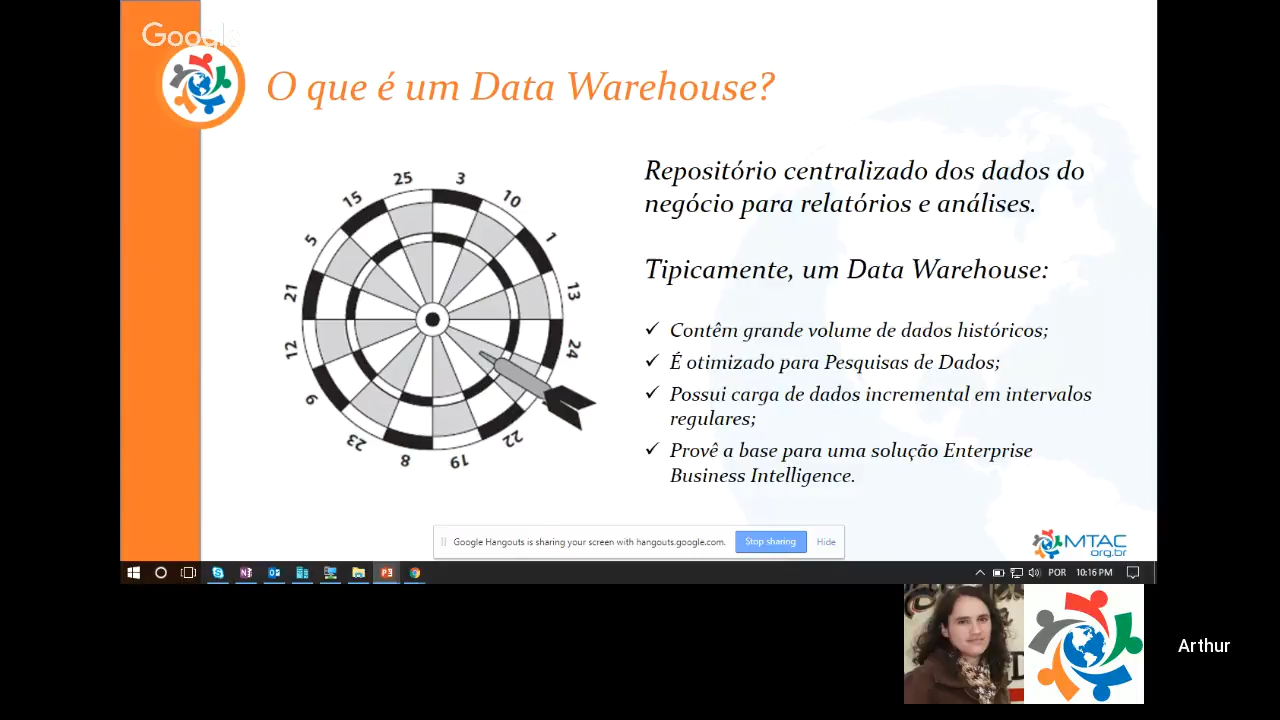 Google
O que é um Data Warehouse?
Repositório centralizado dos dados do
negócio para relatórios e análises.
Tipicamente, um Data Warehouse:
Contêm grande volume de dados históricos;
É otimizado para Pesquisas de Dados;
Possui carga de dados incremental em intervalos
regulares;
Provê a base para uma solução Enterprise
Business Intelligence.
25
3
10
1
13
24
22
19
8
23
9
12
21
5
15
Google Hangouts is sharing your screen with hangouts.google.com.
Stop sharing
Hide
MTAC
org.br
POR
10:16 PM
Arthur